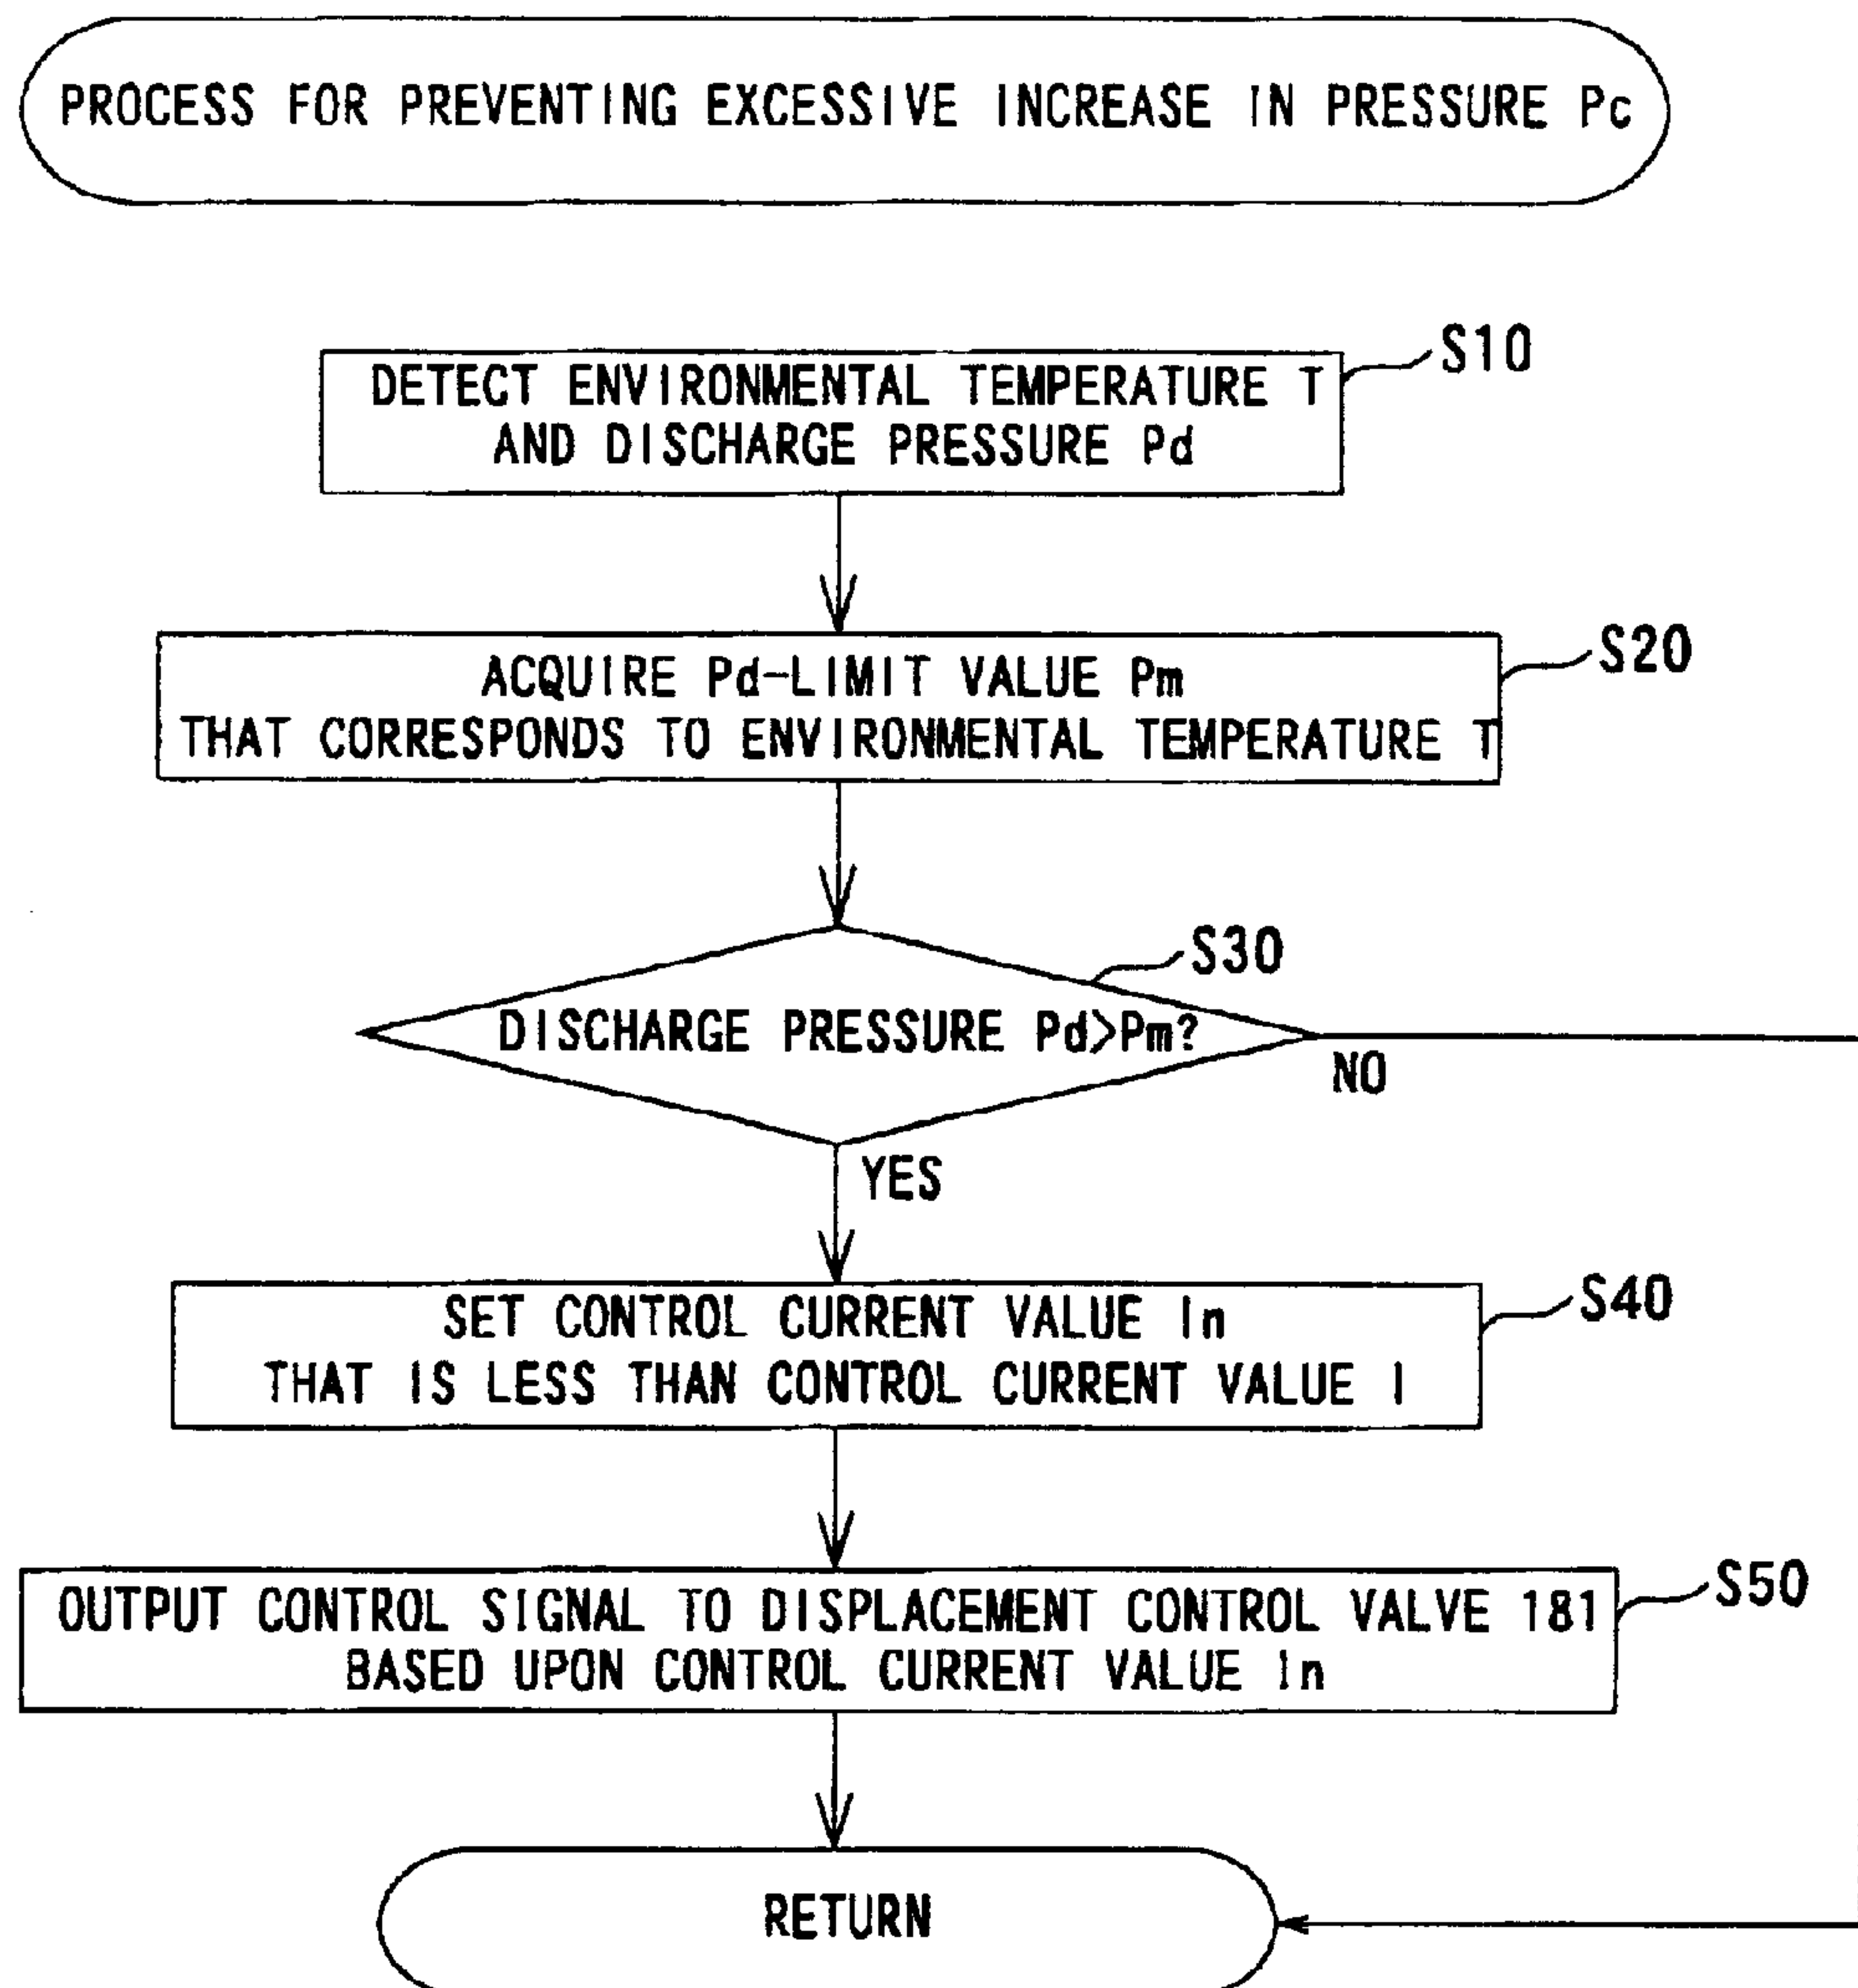 PROCESS FOR PREVENTING EXCESSIVE INCREASE IN PRESSURE Pc
S10
DETECT ENVIRONMENTAL TEMPERATURE T
AND DISCHARGE PRESSURE Pd
S20
ACQUIRE Pd-LIMIT VALUE Pm
THAT CORRESPONDS TO ENVIRONMENTAL TEMPERATURE T
S30
DISCHARGE PRESSURE Pd>Pm?
NO
YES
S40
SET CONTROL CURRENT VALUE In
THAT IS LESS THAN CONTROL CURRENT VALUE I
S50
OUTPUT CONTROL SIGNAL TO DISPLACEMENT CONTROL VALVE 181
BASED UPON CONTROL CURRENT VALUE In
RETURN